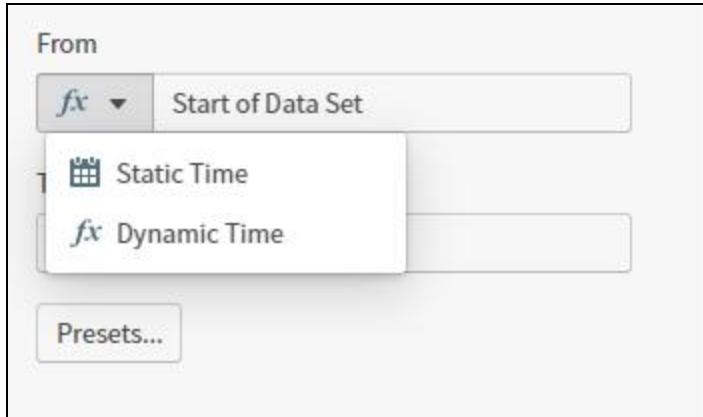 From
fx Start of Data Set
Static Time
fx Dynamic Time
Presets...